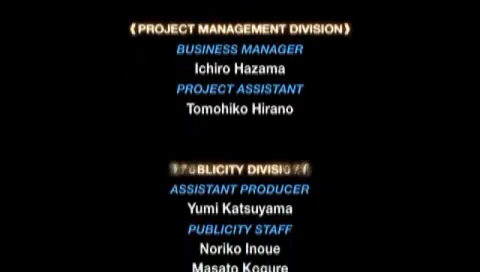 《PROJECT MANAGEMENT DIVISION》
BUSINESS MANAGER
Ichiro Hazama
PROJECT ASSISTANT
Tomohiko Hirano
ASSISTANT PRODUCER
Yumi Katsuyama
PUBLICITY STAFF
Noriko Inoue
Masato Kogure